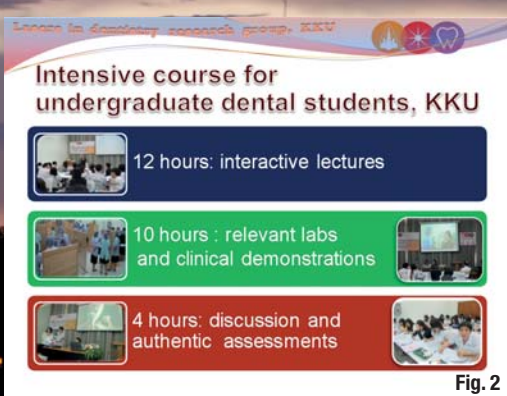 Lasers in dentistry research group, KKU
Intensive course for
undergraduate dental students, KKU
12 hours: interactive lectures
10 hours : relevant labs
and clinical demonstrations
4 hours: discussion and
authentic assessments
Fig. 2